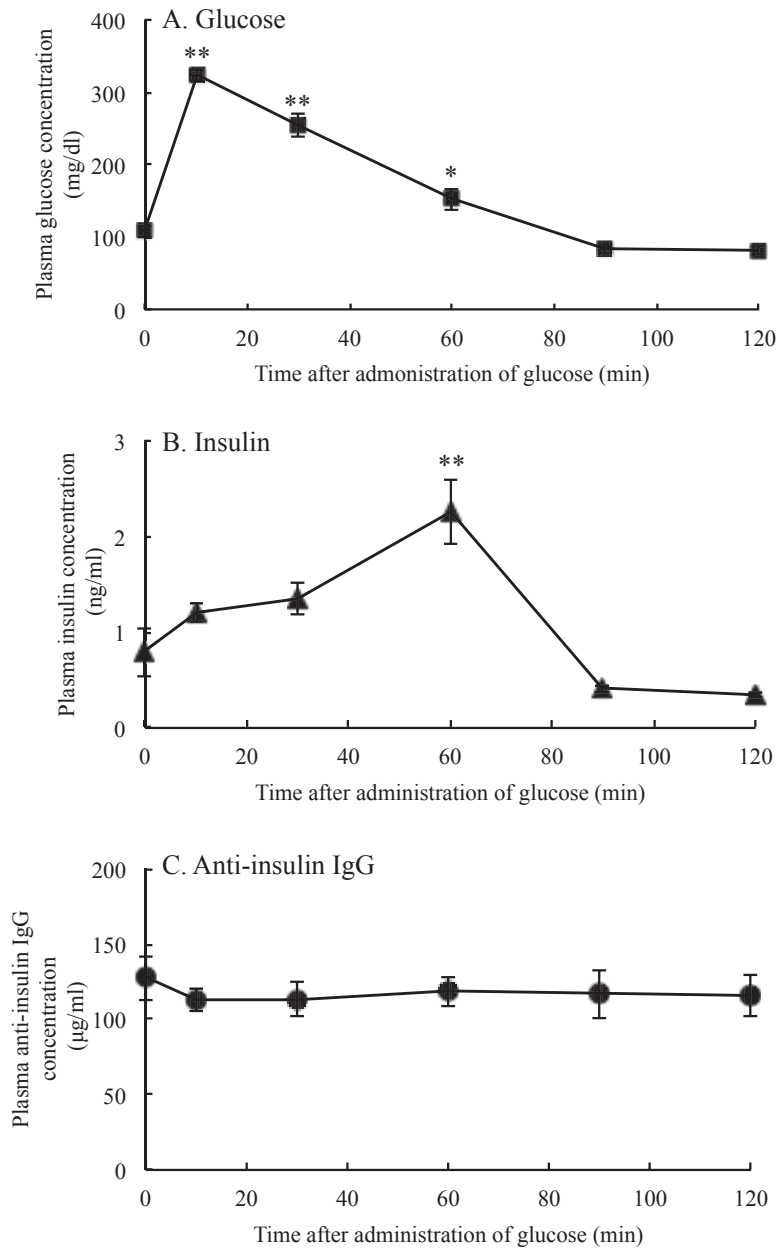 A. Glucose
Plasma glucose concentration
(mg/dl)
400
300
200
100
0
**
**
*
0 20 40 60 80 100 120
Time after admonistration of glucose (min)
B. Insulin
Plasma insulin concentration
(ng/ml)
3
2
1
0
**
0 20 40 60 80 100 120
Time after administration of glucose (min)
C. Anti-insulin IgG
Plasma anti-insulin IgG
concentration
(μg/ml)
200
150
100
50
0
0 20 40 60 80 100 120
Time after administration of glucose (min)